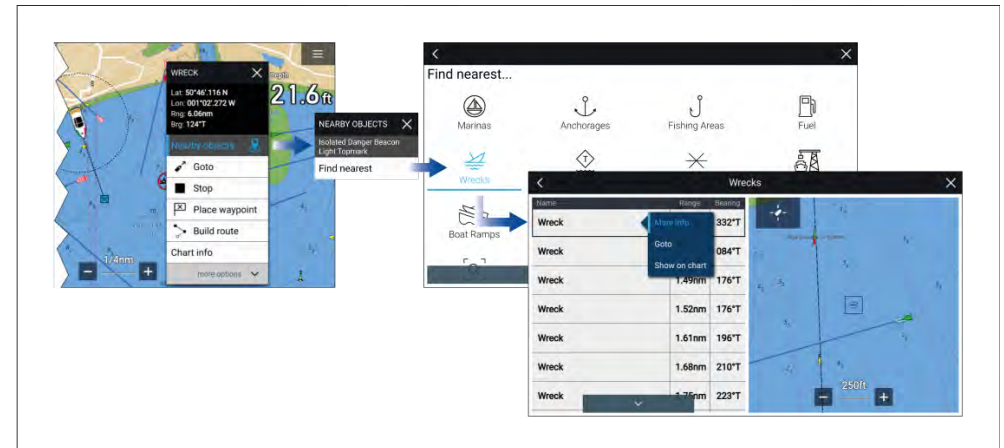 WRECK
Lat: 50°46'.116 N
Lon: 001°02'.272 W
Rng: 6.06nm
Brg: 124°T
Nearby objects
Goto
Stop
Place waypoint
Build route
Chart info
more options
21.6ft
1/4nm
NEARBY OBJECTS
Isolated Danger Beacon
Light Topmark
Find nearest
Find nearest...
Marinas
Anchorages
Fishing Areas
Fuel
Wrecks
Boat Ramps
Wrecks
Name Range Bearing
Wreck 332°T
Wreck 084°T
Wreck 1.49nm 176°T
Wreck 1.52nm 176°T
Wreck 1.61nm 196°T
Wreck 1.68nm 210°T
Wreck 1.75nm 223°T
More info
Goto
Show on chart
250ft